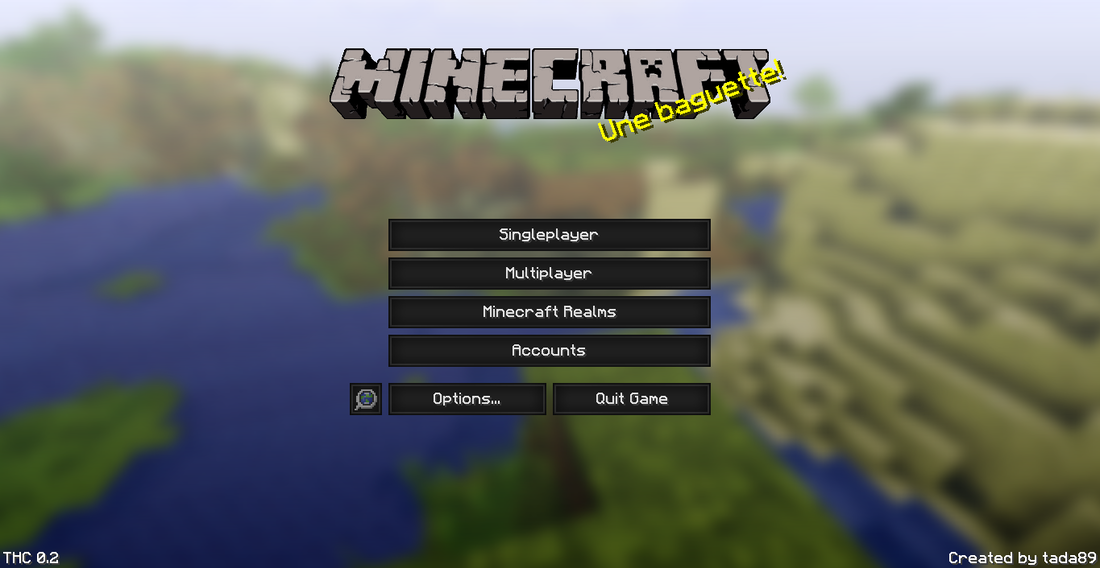 MINECRAFT
Une baguette!
Singleplayer
Multiplayer
Minecraft Realms
Accounts
Options...
Quit Game
THC 0.2
Created by tada89